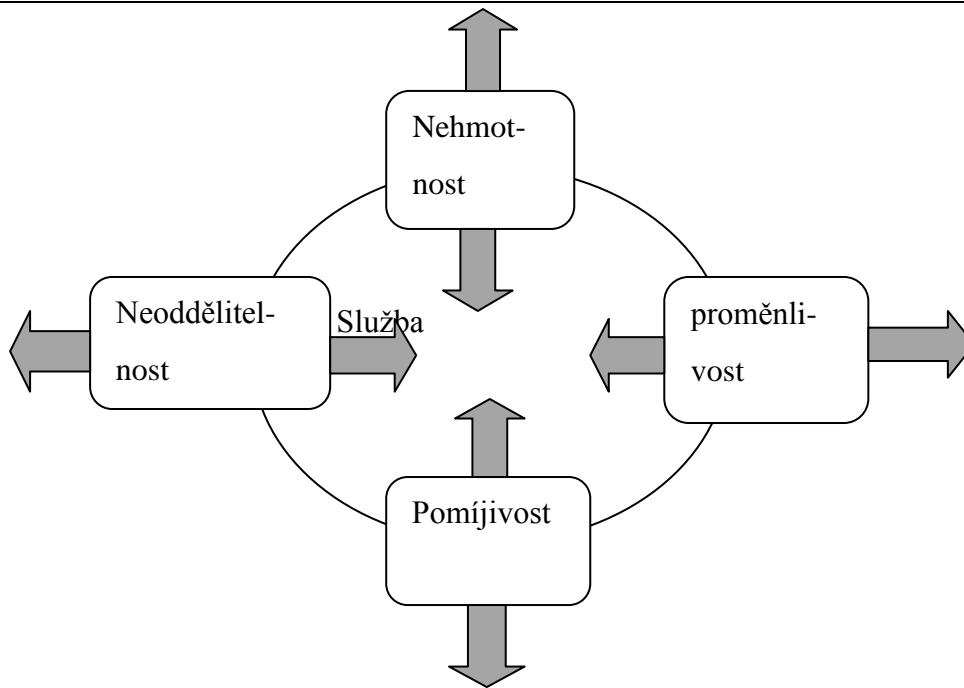 Nehmot-
nost
Neoddělitel-
nost
Služba
proměnli-
vost
Pomíjivost